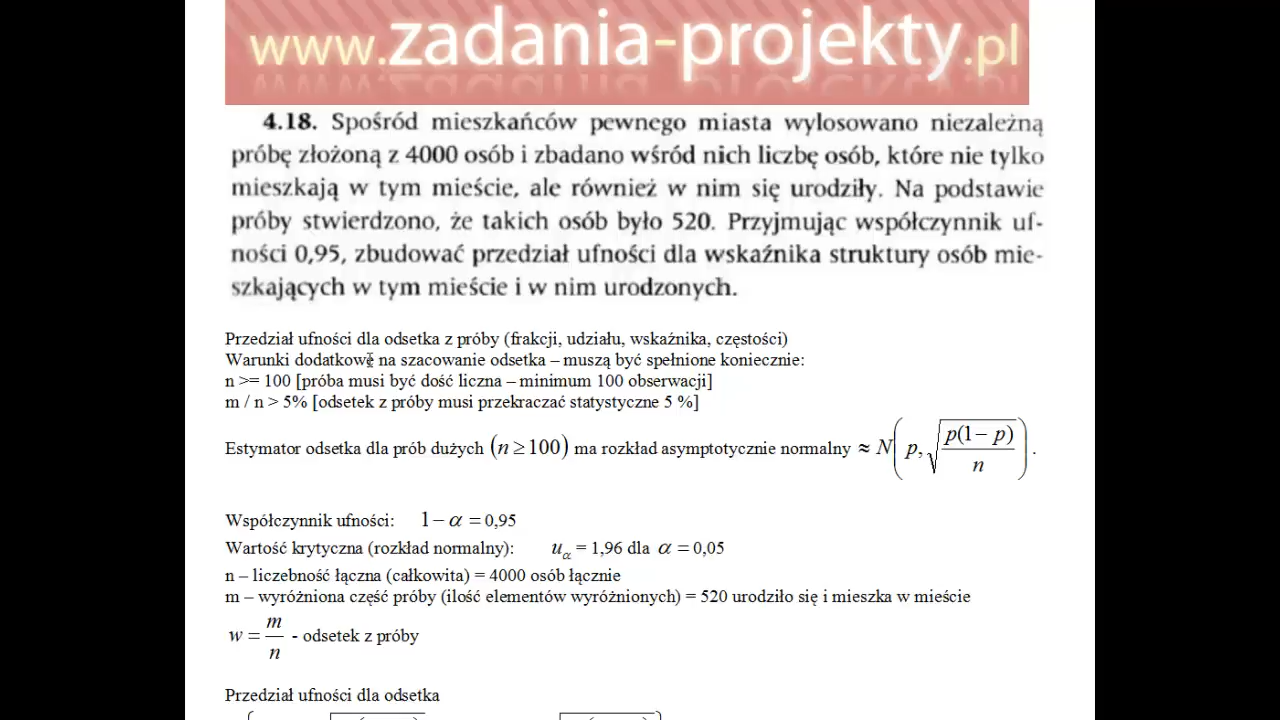 www.zadania-projekty.pl
4.18. Spośród mieszkańców pewnego miasta wylosowano niezależną
próbę złożoną z 4000 osób i zbadano wśród nich liczbę osób, które nie tylko
mieszkają w tym mieście, ale również w nim się urodziły. Na podstawie
próby stwierdzono, że takich osób było 520. Przyjmując współczynnik uf-
ności 0,95, zbudować przedział ufności dla wskaźnika struktury osób mie-
szkających w tym mieście i w nim urodzonych.
Przedział ufności dla odsetka z próby (frakcji, udziału, wskaźnika, częstości)
Warunki dodatkowe na szacowanie odsetka – muszą być spełnione koniecznie:
n >= 100 [próba musi być dość liczna – minimum 100 obserwacji]
m / n > 5% [odsetek z próby musi przekraczać statystyczne 5 %]
Estymator odsetka dla prób dużych (n ≥ 100) ma rozkład asymptotycznie normalny ≈ N(p, √(p(1 − p)/n)).
Współczynnik ufności: 1 − α = 0,95
Wartość krytyczna (rozkład normalny): uα = 1,96 dla α = 0,05
n – liczebność łączna (całkowita) = 4000 osób łącznie
m – wyróżniona część próby (ilość elementów wyróżnionych) = 520 urodziło się i mieszka w mieście
w = m/n - odsetek z próby
Przedział ufności dla odsetka